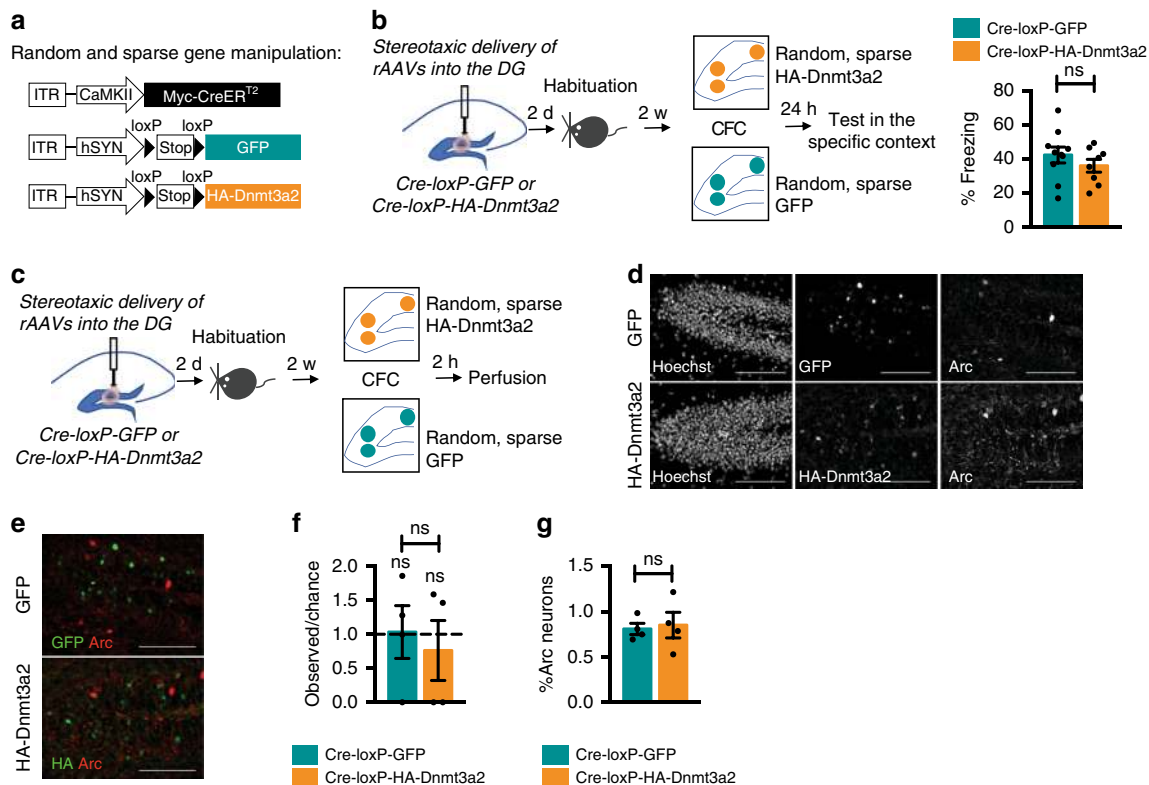 a
Random and sparse gene manipulation:
ITR CaMKII Myc-CreER^T2
loxP loxP
ITR hSYN Stop GFP
loxP loxP
ITR hSYN Stop HA-Dnmt3a2
b
Stereotaxic delivery of
rAAVs into the DG
Habituation
2 d
2 w
Cre-loxP-GFP or
Cre-loxP-HA-Dnmt3a2
Random, sparse
HA-Dnmt3a2
CFC
24 h
Random, sparse
GFP
Test in the
specific context
Cre-loxP-GFP
Cre-loxP-HA-Dnmt3a2
ns
% Freezing
80
60
40
20
0
c
Stereotaxic delivery of
rAAVs into the DG
Habituation
2 d
2 w
Cre-loxP-GFP or
Cre-loxP-HA-Dnmt3a2
Random, sparse
HA-Dnmt3a2
CFC
2 h
Perfusion
Random, sparse
GFP
d
GFP
Hoechst GFP Arc
HA-Dnmt3a2
Hoechst HA-Dnmt3a2 Arc
e
GFP
GFP Arc
HA-Dnmt3a2
HA Arc
f
ns
ns ns
Observed/chance
2.0
1.5
1.0
0.5
0.0
Cre-loxP-GFP
Cre-loxP-HA-Dnmt3a2
g
ns
%Arc neurons
1.5
1.0
0.5
0.0
Cre-loxP-GFP
Cre-loxP-HA-Dnmt3a2